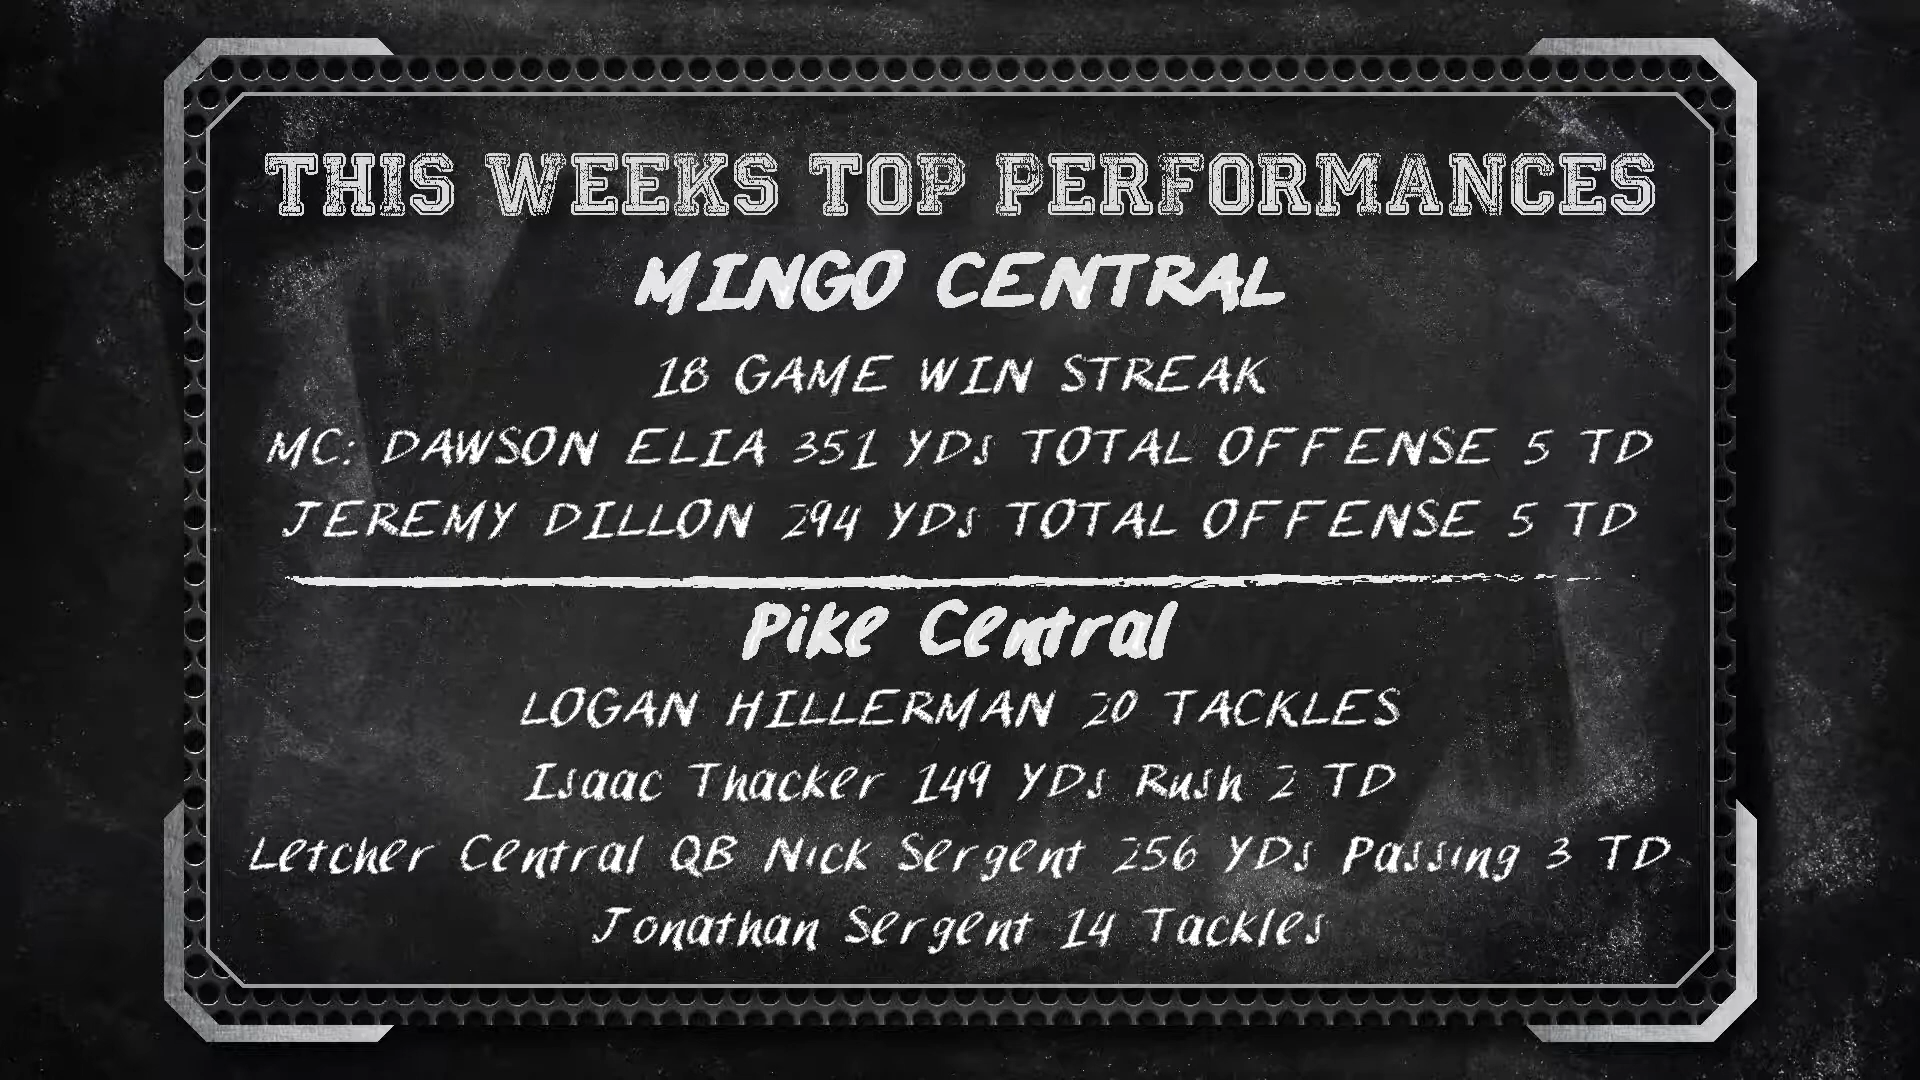 THIS WEEKS TOP PERFORMANCES
MINGO CENTRAL
18 GAME WIN STREAK
MC: DAWSON ELIA 351 YDs TOTAL OFFENSE 5 TD
JEREMY DILLON 294 YDs TOTAL OFFENSE 5 TD
Pike Central
LOGAN HILLERMAN 20 TACKLES
Isaac Thacker 149 YDs Rush 2 TD
Letcher Central QB Nick Sergent 256 YDs Passing 3 TD
Jonathan Sergent 14 Tackles